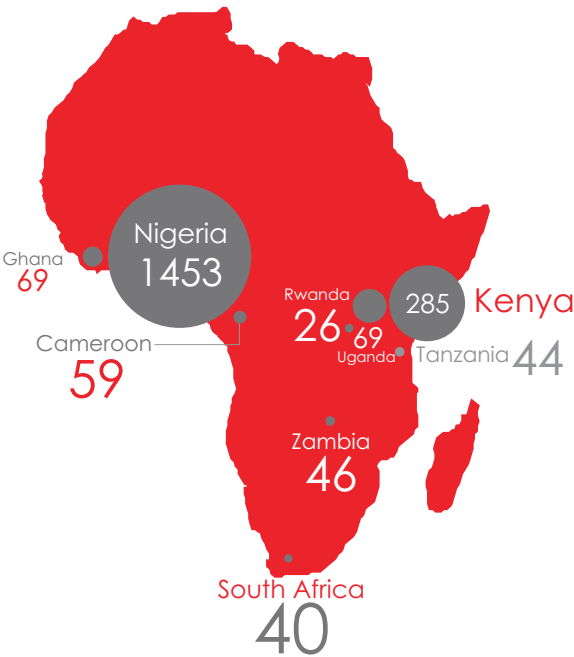 Nigeria
1453
Ghana
69
Cameroon
59
Rwanda
26
69
Uganda
285
Kenya
Tanzania 44
Zambia
46
South Africa
40